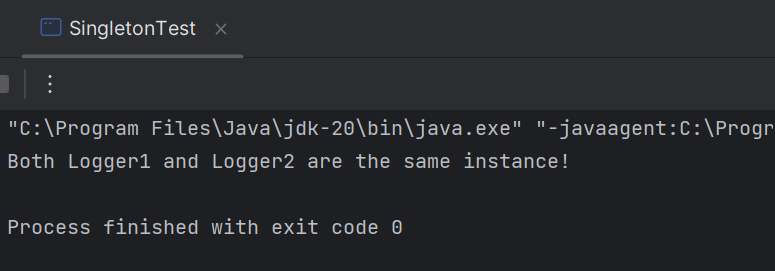 SingletonTest
"C:\Program Files\Java\jdk-20\bin\java.exe" "-javaagent:C:\Progr
Both Logger1 and Logger2 are the same instance!
Process finished with exit code 0